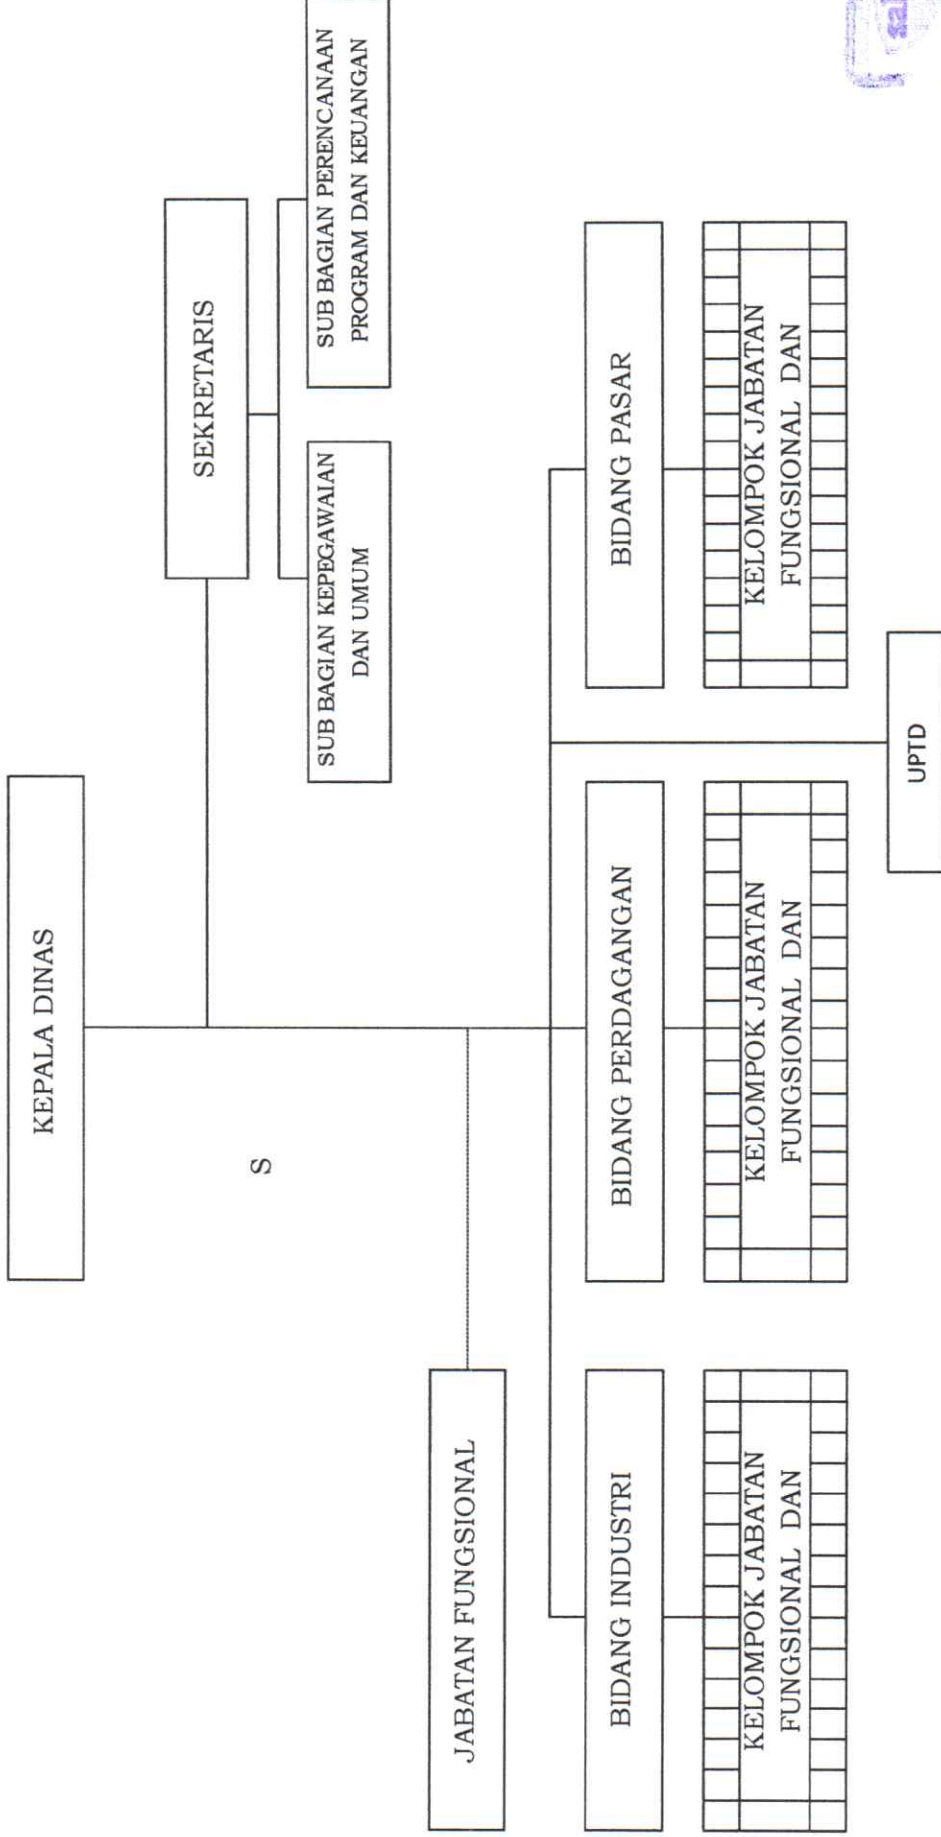 KEPALA DINAS
SEKRETARIS
S
SUB BAGIAN KEPEGAWAIAN
DAN UMUM
SUB BAGIAN PERENCANAAN
PROGRAM DAN KEUANGAN
JABATAN FUNGSIONAL
BIDANG INDUSTRI
BIDANG PERDAGANGAN
BIDANG PASAR
KELOMPOK JABATAN
FUNGSIONAL DAN
KELOMPOK JABATAN
FUNGSIONAL DAN
KELOMPOK JABATAN
FUNGSIONAL DAN
UPTD